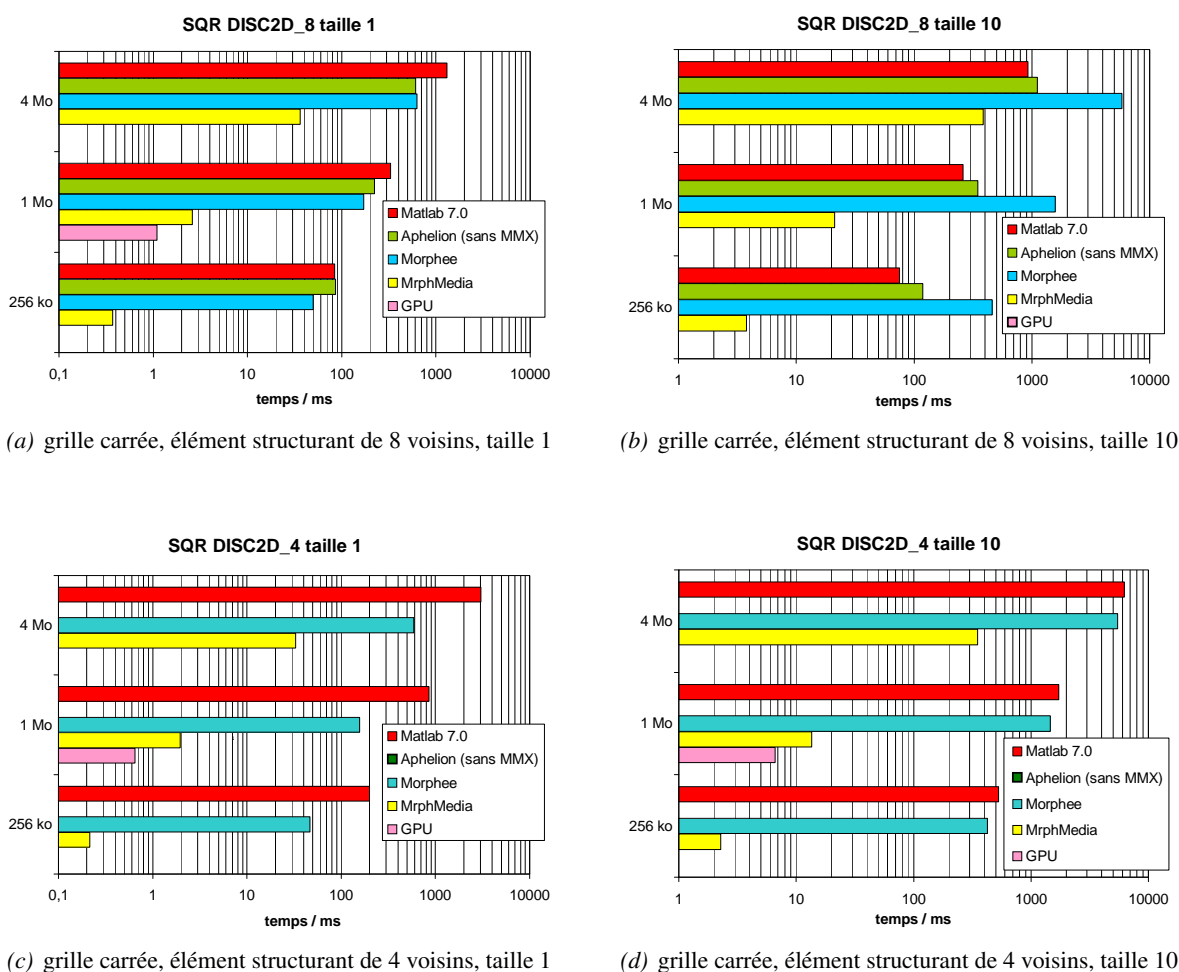 SQR DISC2D_8 taille 1
4 Mo
1 Mo
256 ko
Matlab 7.0
Aphelion (sans MMX)
Morphee
MrphMedia
GPU
0,1 1 10 100 1000 10000
temps / ms
(a) grille carrée, élément structurant de 8 voisins, taille 1
SQR DISC2D_8 taille 10
4 Mo
1 Mo
256 ko
Matlab 7.0
Aphelion (sans MMX)
Morphee
MrphMedia
GPU
1 10 100 1000 10000
temps / ms
(b) grille carrée, élément structurant de 8 voisins, taille 10
SQR DISC2D_4 taille 1
4 Mo
1 Mo
256 ko
Matlab 7.0
Aphelion (sans MMX)
Morphee
MrphMedia
GPU
0,1 1 10 100 1000 10000
temps / ms
(c) grille carrée, élément structurant de 4 voisins, taille 1
SQR DISC2D_4 taille 10
4 Mo
1 Mo
256 ko
Matlab 7.0
Aphelion (sans MMX)
Morphee
MrphMedia
GPU
1 10 100 1000 10000
temps / ms
(d) grille carrée, élément structurant de 4 voisins, taille 10